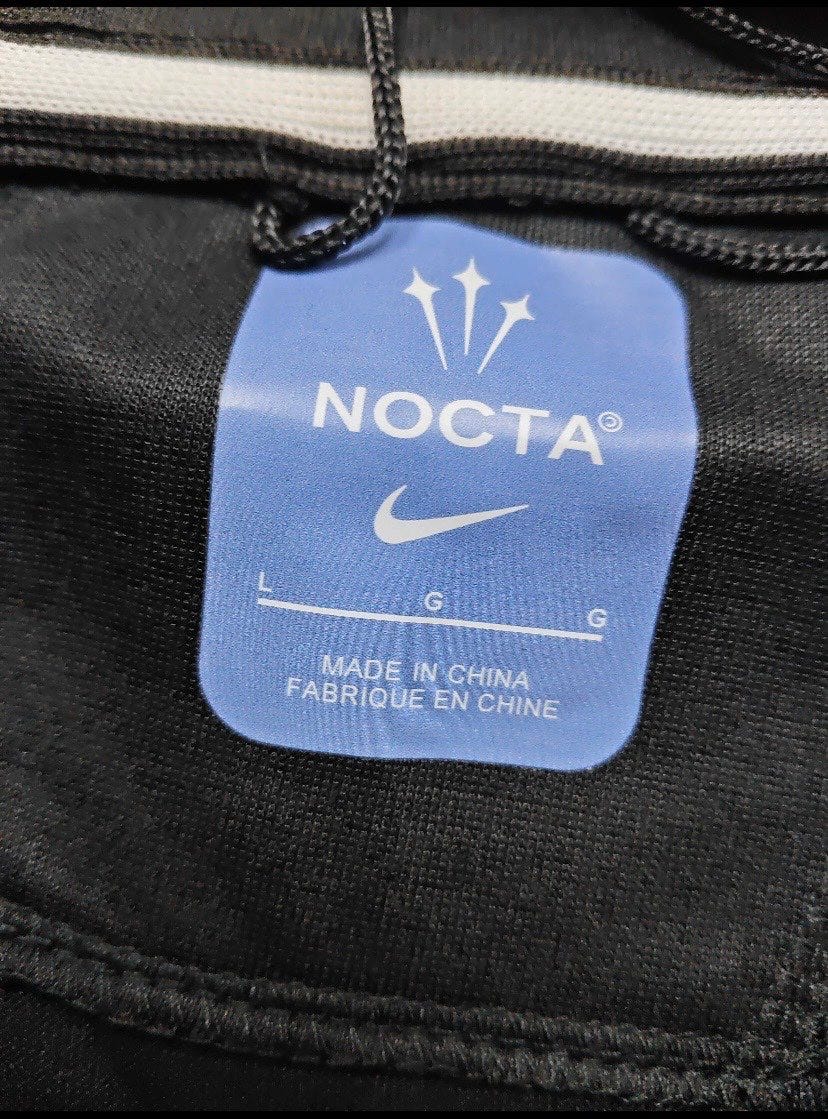 NOCTA©
L G G
MADE IN CHINA
FABRIQUE EN CHINE